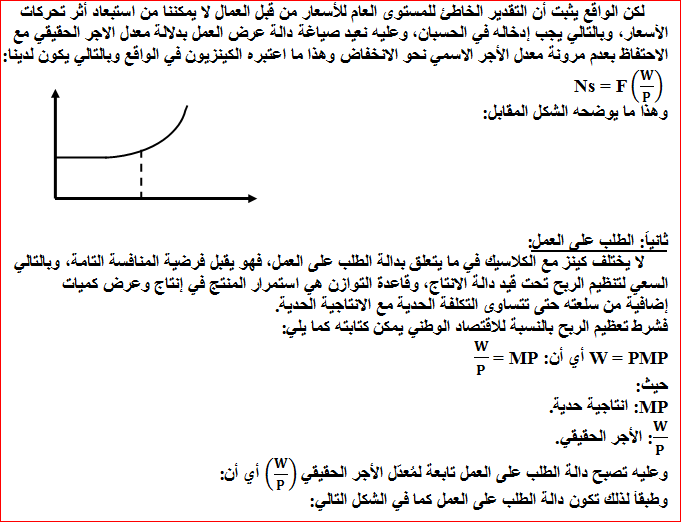 لكن الواقع يثبت أن التقدير الخاطئ للمستوى العام للأسعار من قبل العمال لا يمكننا من استبعاد أثر تحركات
الأسعار، وبالتالي يجب إدخاله في الحسبان، وعليه نعيد صياغة دالة عرض العمل بدلالة معدل الاجر الحقيقي مع
الاحتفاظ بعدم مرونة معدل الأجر الاسمي نحو الانخفاض وهذا ما اعتبره الكينزيون في الواقع وبالتالي يكون لدينا:
Ns = F (W/P)
وهذا ما يوضحه الشكل المقابل:
ثانياً: الطلب على العمل:
لا يختلف كينز مع الكلاسيك في ما يتعلق بدالة الطلب على العمل، فهو يقبل فرضية المنافسة التامة، وبالتالي
السعي لتنظيم الربح تحت قيد دالة الانتاج، وقاعدة التوازن هي استمرار المنتج في إنتاج وعرض كميات
إضافية من سلعته حتى تتساوى التكلفة الحدية مع الانتاجية الحدية.
فشرط تعظيم الربح بالنسبة للاقتصاد الوطني يمكن كتابته كما يلي:
W = PMP أي أن: W/P = MP
حيث:
MP: انتاجية حدية.
W/P: الأجر الحقيقي.
وعليه تصبح دالة الطلب على العمل تابعة لمُعدّل الأجر الحقيقي (W/P) أي أن:
وطبقاً لذلك تكون دالة الطلب على العمل كما في الشكل التالي: